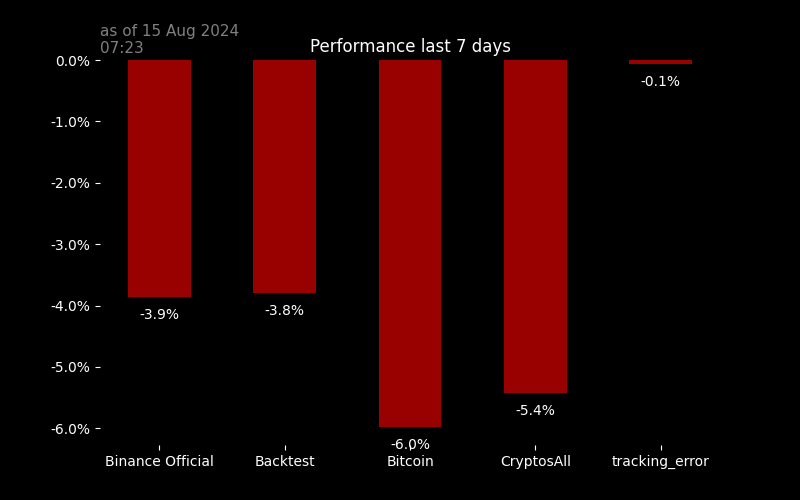 as of 15 Aug 2024
07:23
Performance last 7 days
0.0%
-1.0%
-2.0%
-3.0%
-4.0%
-5.0%
-6.0%
-3.9%
-3.8%
-6.0%
-5.4%
-0.1%
Binance Official
Backtest
Bitcoin
CryptosAll
tracking_error